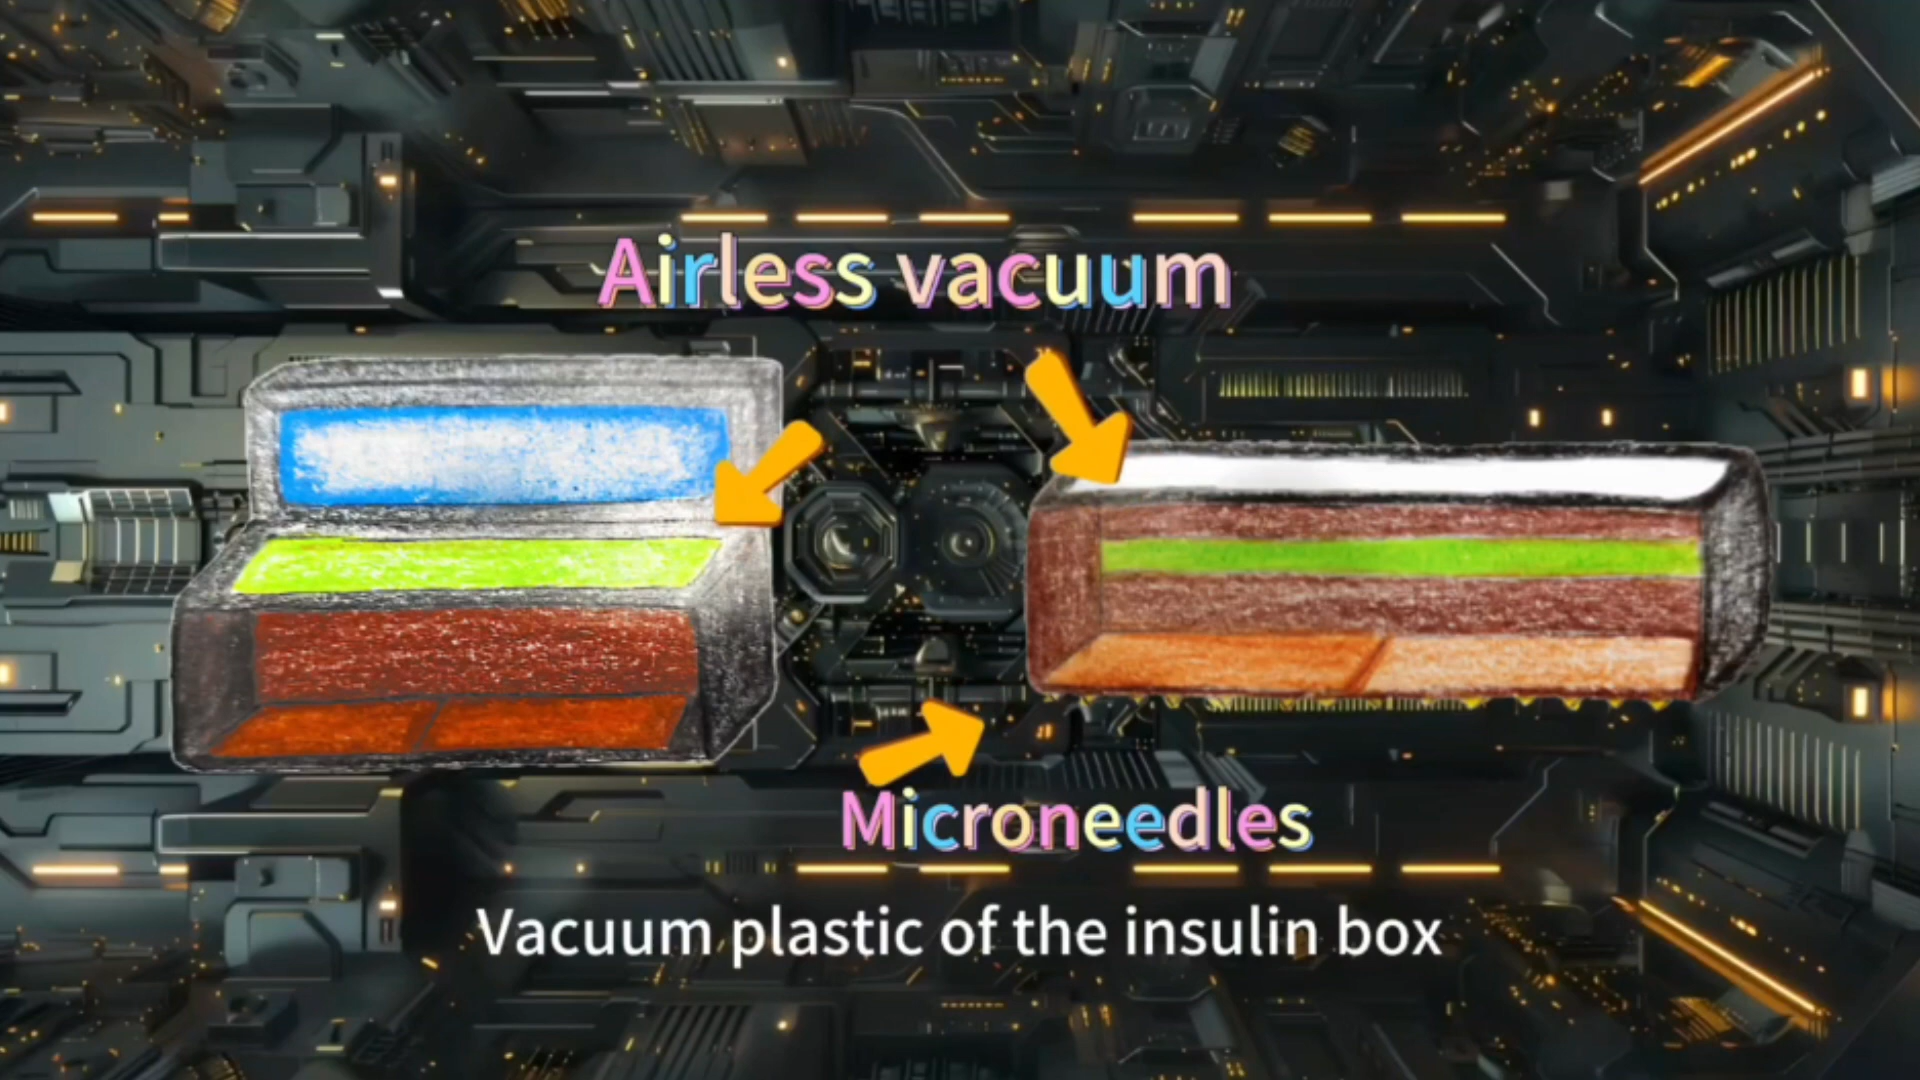 Airless vacuum
Microneedles
Vacuum plastic of the insulin box